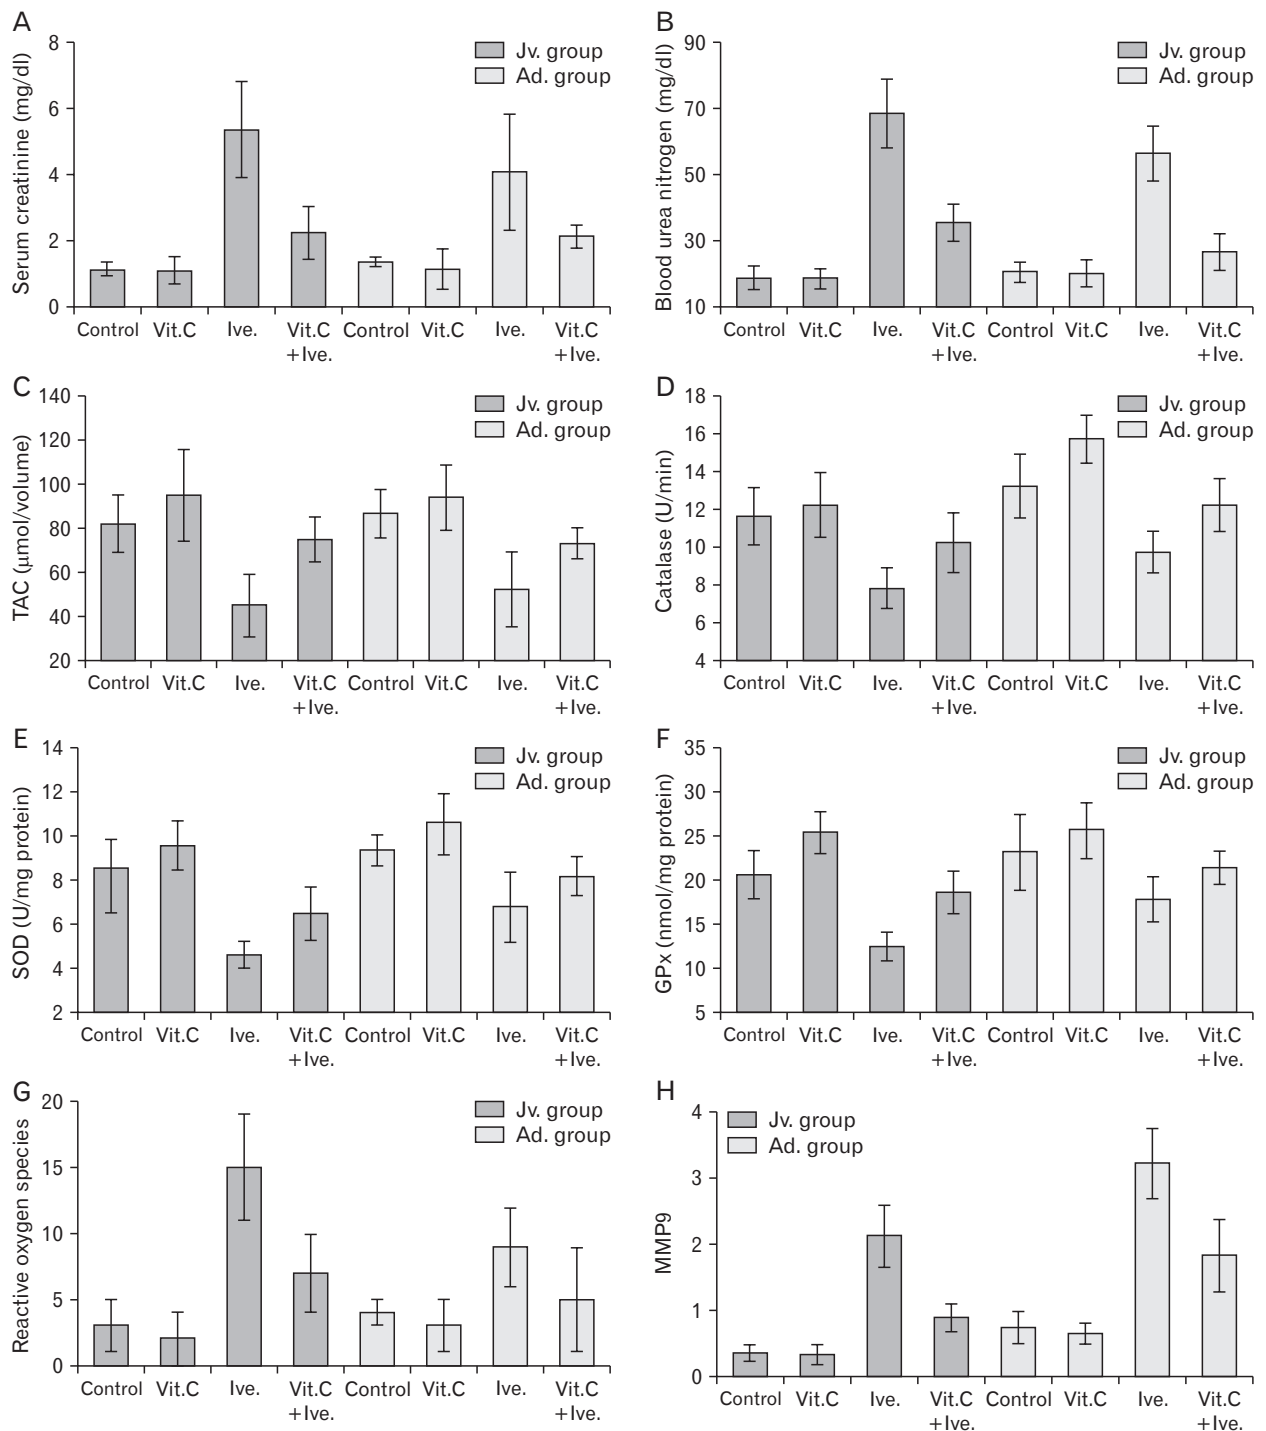 A
Serum creatinine (mg/dl)
8
6
4
2
0
Jv. group
Ad. group
Control Vit.C Ive. Vit.C Control Vit.C Ive. Vit.C
+Ive. +Ive.
B
Blood urea nitrogen (mg/dl)
90
70
50
30
10
Jv. group
Ad. group
Control Vit.C Ive. Vit.C Control Vit.C Ive. Vit.C
+Ive. +Ive.
C
TAC (μmol/volume)
140
120
100
80
60
40
20
Jv. group
Ad. group
Control Vit.C Ive. Vit.C Control Vit.C Ive. Vit.C
+Ive. +Ive.
D
Catalase (U/min)
18
16
14
12
10
8
6
4
Jv. group
Ad. group
Control Vit.C Ive. Vit.C Control Vit.C Ive. Vit.C
+Ive. +Ive.
E
SOD (U/mg protein)
14
12
10
8
6
4
2
Jv. group
Ad. group
Control Vit.C Ive. Vit.C Control Vit.C Ive. Vit.C
+Ive. +Ive.
F
GPx (nmol/mg protein)
35
30
25
20
15
10
5
Jv. group
Ad. group
Control Vit.C Ive. Vit.C Control Vit.C Ive. Vit.C
+Ive. +Ive.
G
Reactive oxygen species
20
15
10
5
0
Jv. group
Ad. group
Control Vit.C Ive. Vit.C Control Vit.C Ive. Vit.C
+Ive. +Ive.
H
MMP9
4
3
2
1
0
Jv. group
Ad. group
Control Vit.C Ive. Vit.C Control Vit.C Ive. Vit.C
+Ive. +Ive.